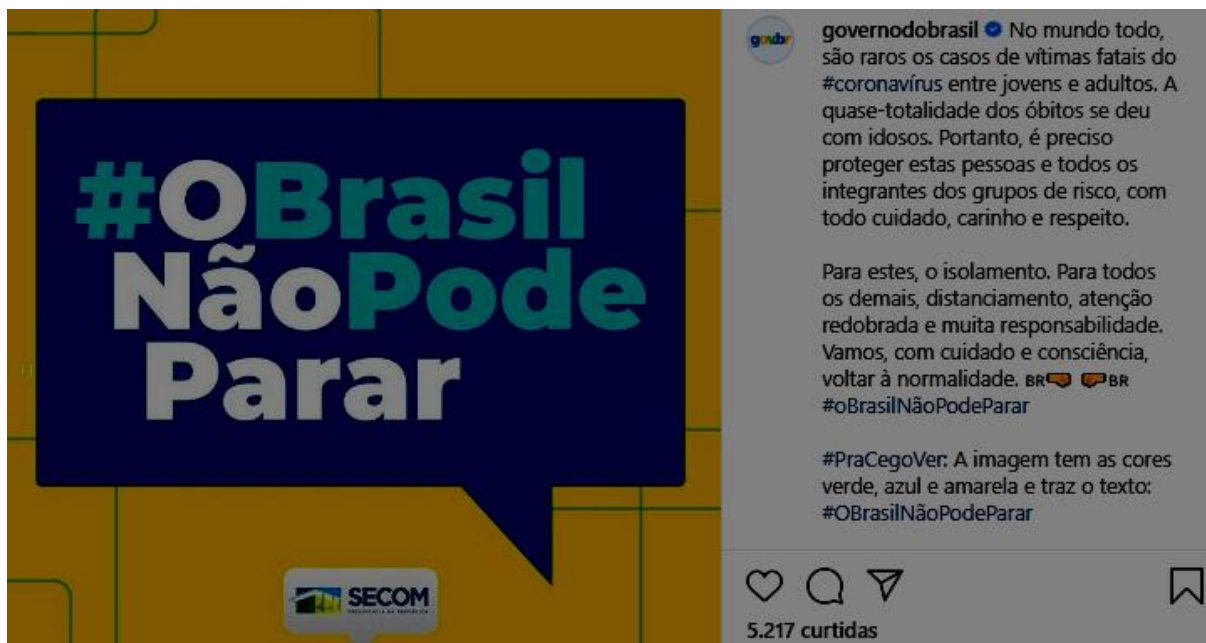 #OBrasil
NãoPode
Parar
SECOM
PRESIDÊNCIA DA REPÚBLICA
govbr
governodobrasil No mundo todo,
são raros os casos de vítimas fatais do
#coronavírus entre jovens e adultos. A
quase-totalidade dos óbitos se deu
com idosos. Portanto, é preciso
proteger estas pessoas e todos os
integrantes dos grupos de risco, com
todo cuidado, carinho e respeito.
Para estes, o isolamento. Para todos
os demais, distanciamento, atenção
redobrada e muita responsabilidade.
Vamos, com cuidado e consciência,
voltar à normalidade. BR🤜 🤛BR
#oBrasilNãoPodeParar
#PraCegoVer: A imagem tem as cores
verde, azul e amarela e traz o texto:
#OBrasilNãoPodeParar
5.217 curtidas